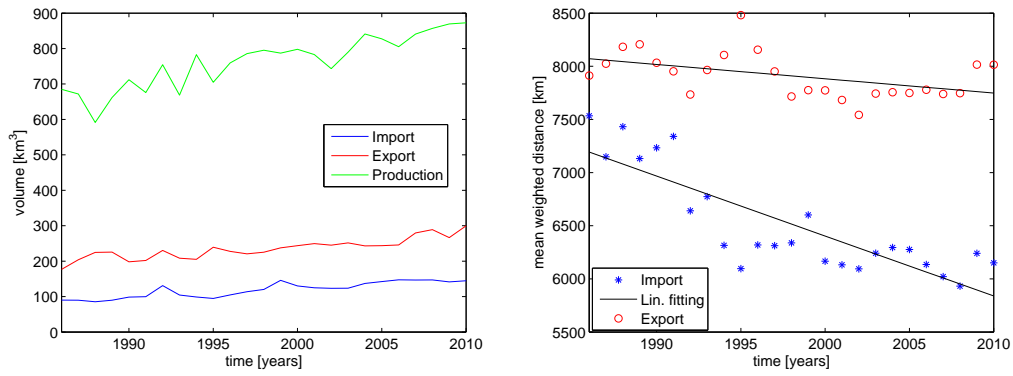 900
800
700
600
500
400
300
200
100
0
1990
1995
2000
2005
2010
time [years]
volume [km³]
Import
Export
Production
8500
8000
7500
7000
6500
6000
5500
1990
1995
2000
2005
2010
time [years]
mean weighted distance [km]
Import
Lin. fitting
Export